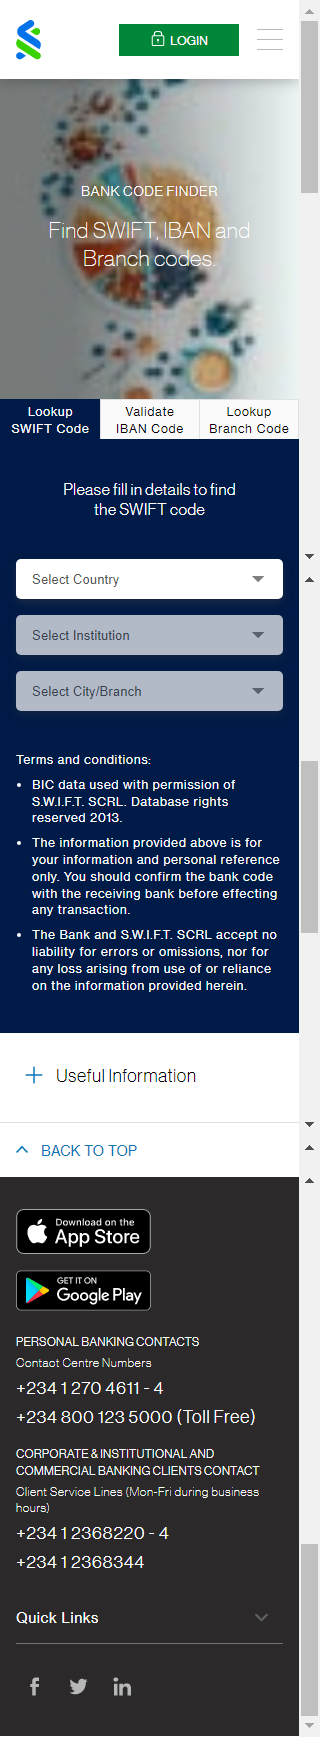 LOGIN
BANK CODE FINDER
Find SWIFT, IBAN and
Branch codes.
Lookup
SWIFT Code
Validate
IBAN Code
Lookup
Branch Code
Please fill in details to find
the SWIFT code
Select Country
Select Institution
Select City/Branch
Terms and conditions:
• BIC data used with permission of
S.W.I.F.T. SCRL. Database rights
reserved 2013.
• The information provided above is for
your information and personal reference
only. You should confirm the bank code
with the receiving bank before effecting
any transaction.
• The Bank and S.W.I.F.T. SCRL accept no
liability for errors or omissions, nor for
any loss arising from use of or reliance
on the information provided herein.
Useful Information
BACK TO TOP
Download on the
App Store
GET IT ON
Google Play
PERSONAL BANKING CONTACTS
Contact Centre Numbers
+234 1 270 4611 - 4
+234 800 123 5000 (Toll Free)
CORPORATE & INSTITUTIONAL AND
COMMERCIAL BANKING CLIENTS CONTACT
Client Service Lines (Mon-Fri during business
hours)
+234 1 2368220 - 4
+234 1 2368344
Quick Links